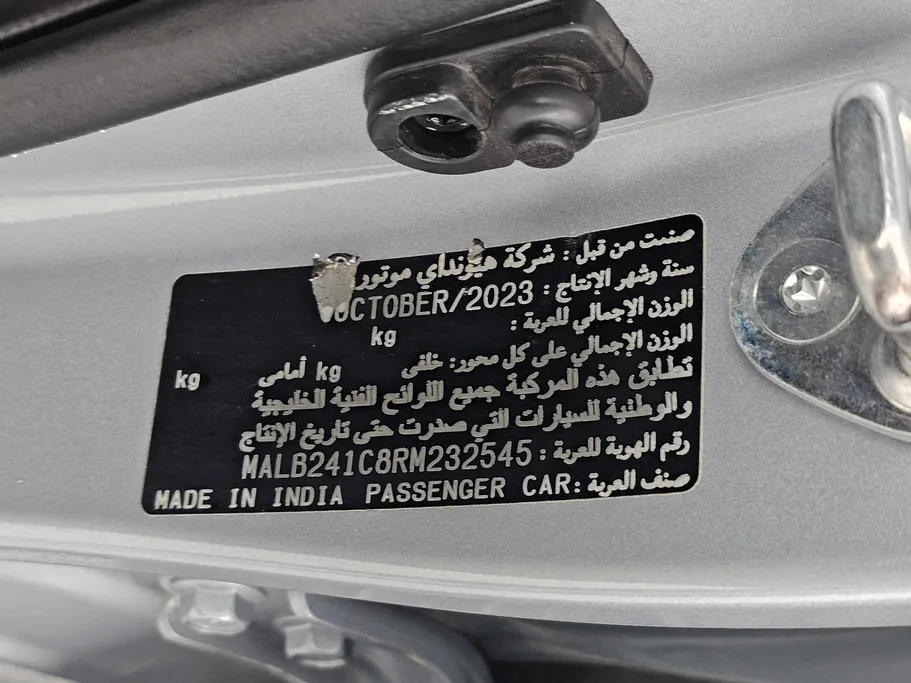 صنعت من قبل : شركة هيونداي موتور
سنة وشهر الإنتاج : OCTOBER/2023
الوزن الإجمالي للعربة : kg
الوزن الإجمالي على كل محور: خلفى kg أمامى kg
تطابق هذه المركبة جميع اللوائح الفنية الخليجية
والوطنية للسيارات التي صدرت حتى تاريخ الإنتاج
رقم الهوية للعربة : MALB241C8RM232545
صنف العربة : PASSENGER CAR MADE IN INDIA